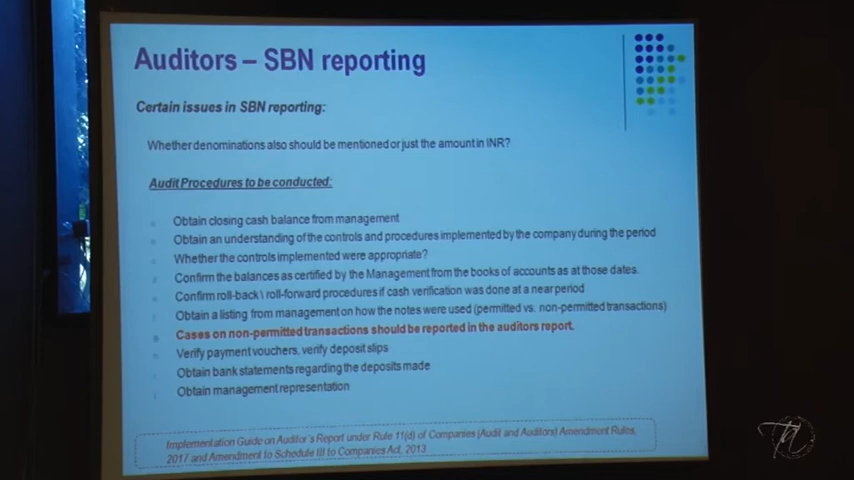 Auditors – SBN reporting
Certain issues in SBN reporting:
Whether denominations also should be mentioned or just the amount in INR?
Audit Procedures to be conducted:
Obtain closing cash balance from management
Obtain an understanding of the controls and procedures implemented by the company during the period
Whether the controls implemented were appropriate?
Confirm the balances as certified by the Management from the books of accounts as at those dates.
Confirm roll-back \ roll-forward procedures if cash verification was done at a near period
Obtain a listing from management on how the notes were used (permitted vs. non-permitted transactions)
Cases on non-permitted transactions should be reported in the auditors report.
Verify payment vouchers, verify deposit slips
Obtain bank statements regarding the deposits made
Obtain management representation
Implementation Guide on Auditor's Report under Rule 11(d) of Companies (Audit and Auditors) Amendment Rules,
2017 and Amendment to Schedule III to Companies Act, 2013